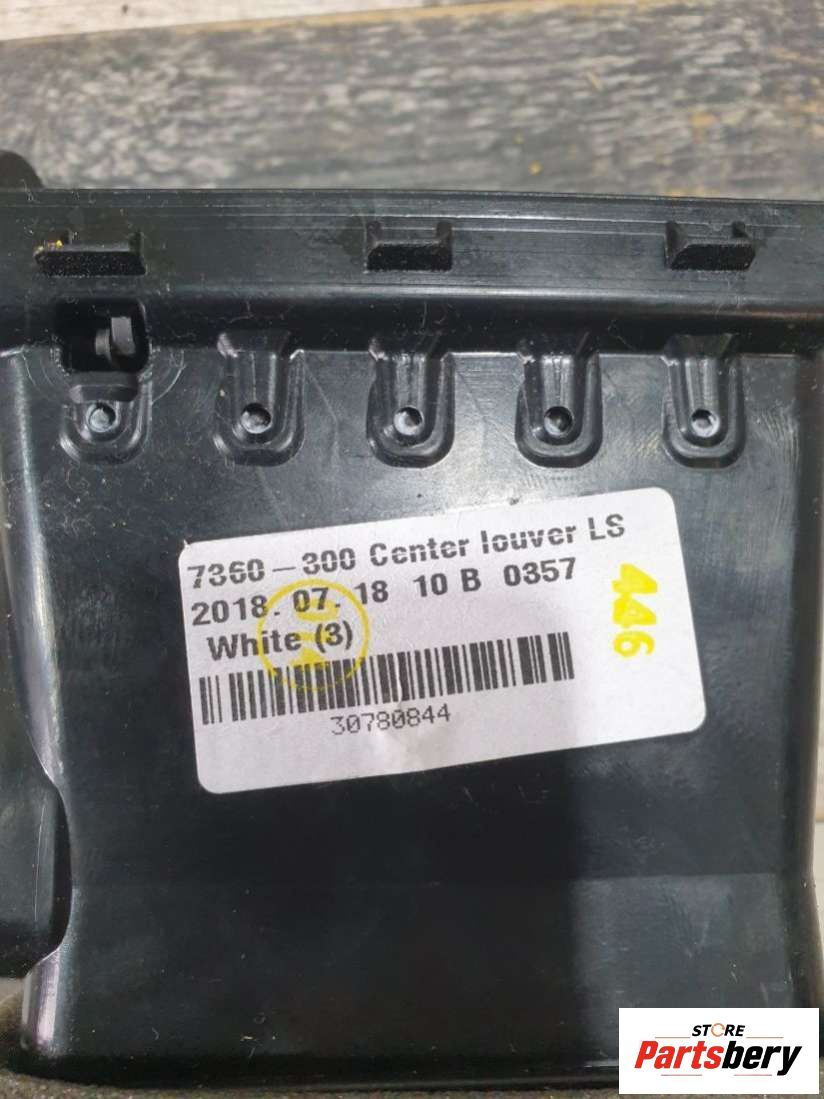 7360-300 Center louver LS
2018.07.18 10 B 0357
White (3)
30780844
446
STORE
Partsbery